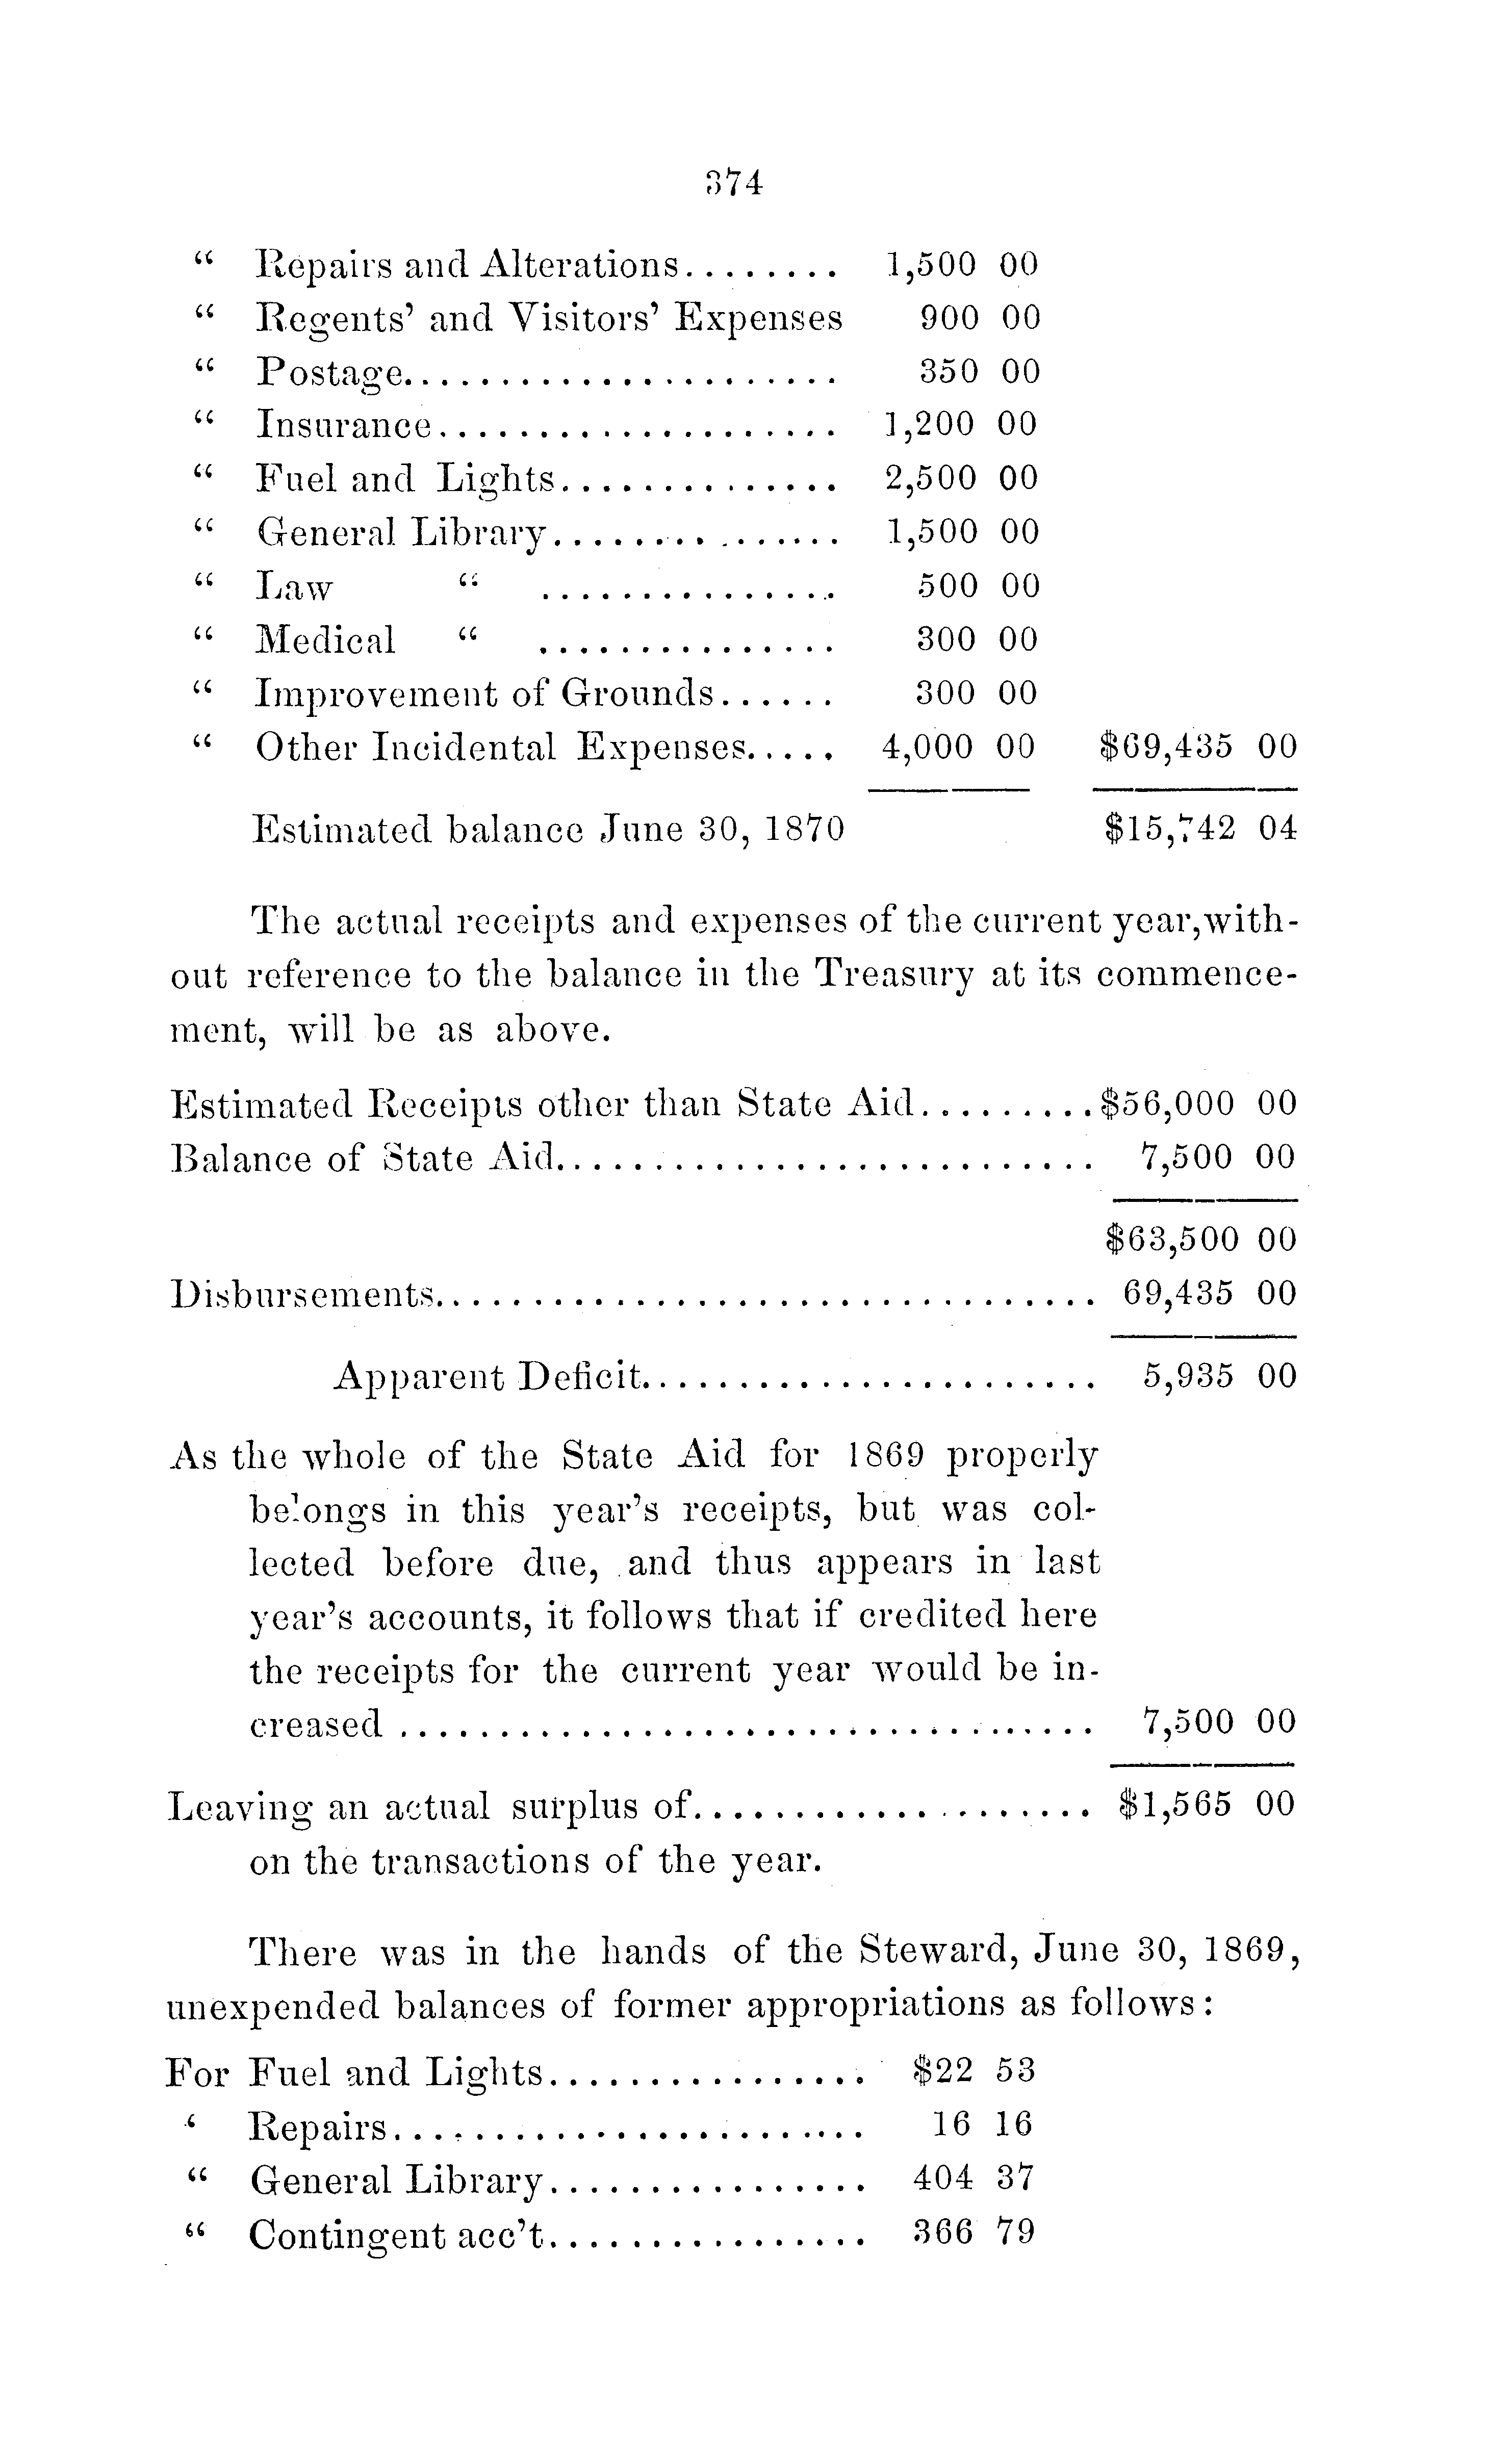 374
“ Repairs and Alterations........ 1,500 00
“ Regents’ and Visitors’ Expenses 900 00
“ Postage...................... 350 00
“ Insurance.................... 1,200 00
“ Fuel and Lights.............. 2,500 00
“ General Library............... 1,500 00
“ Law “ ............... 500 00
“ Medical “ ............... 300 00
“ Improvement of Grounds...... 300 00
“ Other Incidental Expenses..... 4,000 00 $69,435 00
Estimated balance June 30, 1870 $15,742 04
The actual receipts and expenses of the current year,with-
out reference to the balance in the Treasury at its commence-
ment, will be as above.
Estimated Receipts other than State Aid.........$56,000 00
Balance of State Aid........................... 7,500 00
$63,500 00
Disbursements................................. 69,435 00
Apparent Deficit....................... 5,935 00
As the whole of the State Aid for 1869 properly
belongs in this year’s receipts, but was col-
lected before due, and thus appears in last
year’s accounts, it follows that if credited here
the receipts for the current year would be in-
creased .................................. 7,500 00
Leaving an actual surplus of.................... $1,565 00
on the transactions of the year.
There was in the hands of the Steward, June 30, 1869,
unexpended balances of former appropriations as follows:
For Fuel and Lights................ $22 53
‘ Repairs........................ 16 16
“ General Library................ 404 37
“ Contingent acc’t................ 366 79